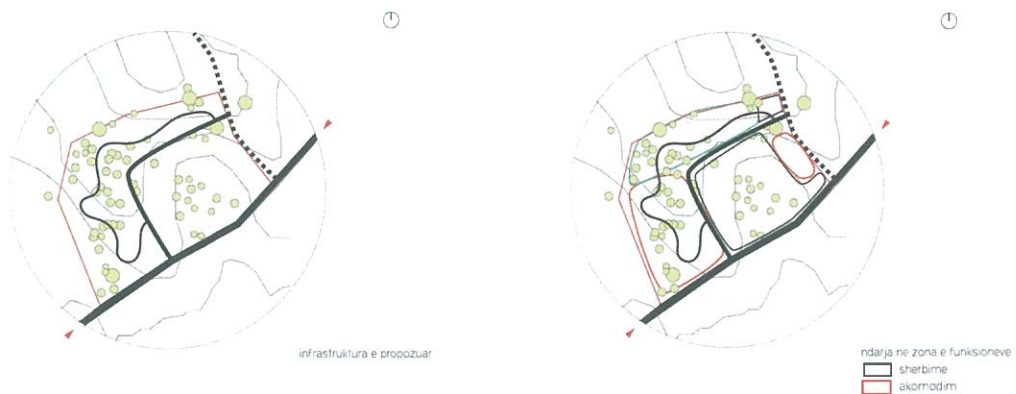 infrastruktura e propozuar
ndarja ne zona e funksioneve
sherbime
akomodim